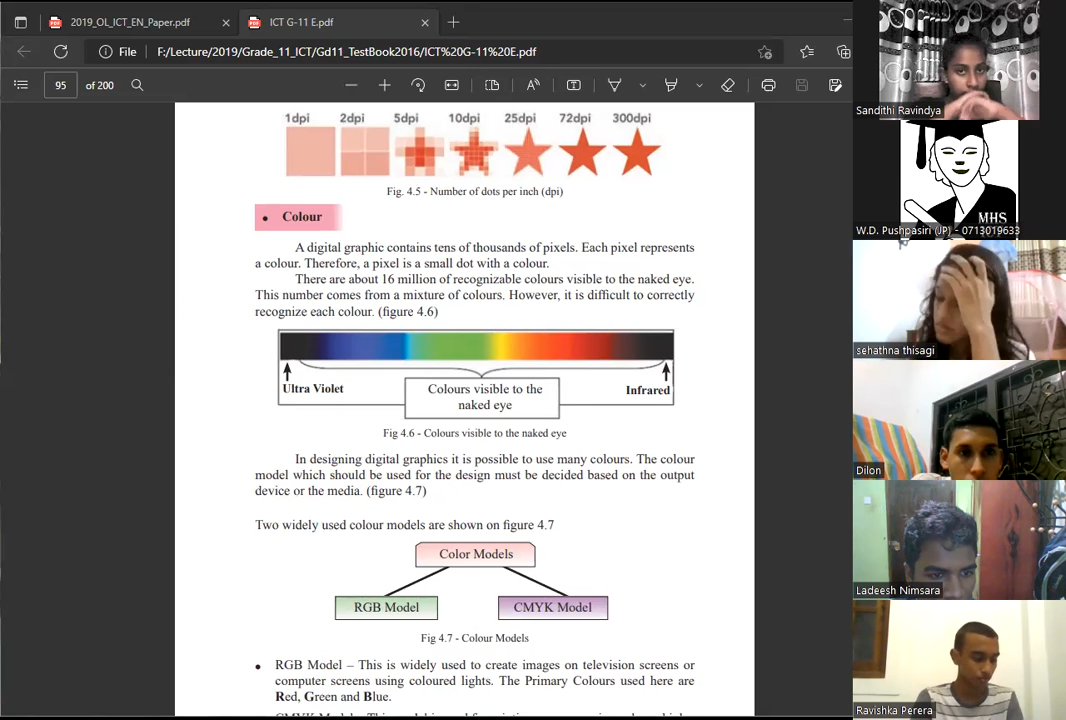 2019_OL_ICT_EN_Paper.pdf
ICT G-11 E.pdf
File
F:/Lecture/2019/Grade_11_ICT/Gd11_TestBook2016/ICT%20G-11%20E.pdf
95 of 200
1dpi 2dpi 5dpi 10dpi 25dpi 72dpi 300dpi
Fig. 4.5 - Number of dots per inch (dpi)
• Colour
A digital graphic contains tens of thousands of pixels. Each pixel represents
a colour. Therefore, a pixel is a small dot with a colour.
There are about 16 million of recognizable colours visible to the naked eye.
This number comes from a mixture of colours. However, it is difficult to correctly
recognize each colour. (figure 4.6)
Ultra Violet
Colours visible to the
naked eye
Infrared
Fig 4.6 - Colours visible to the naked eye
In designing digital graphics it is possible to use many colours. The colour
model which should be used for the design must be decided based on the output
device or the media. (figure 4.7)
Two widely used colour models are shown on figure 4.7
Color Models
RGB Model
CMYK Model
Fig 4.7 - Colour Models
• RGB Model – This is widely used to create images on television screens or
computer screens using coloured lights. The Primary Colours used here are
Red, Green and Blue.
Sandithi Ravindya
MHS
W.D. Pushpasiri (JP) - 0713019633
sehathna thisagi
Dilon
Ladeesh Nimsara
Ravishka Perera